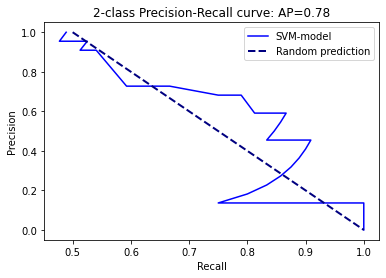 2-class Precision-Recall curve: AP=0.78
SVM-model
Random prediction
Precision
1.0
0.8
0.6
0.4
0.2
0.0
0.5 0.6 0.7 0.8 0.9 1.0
Recall